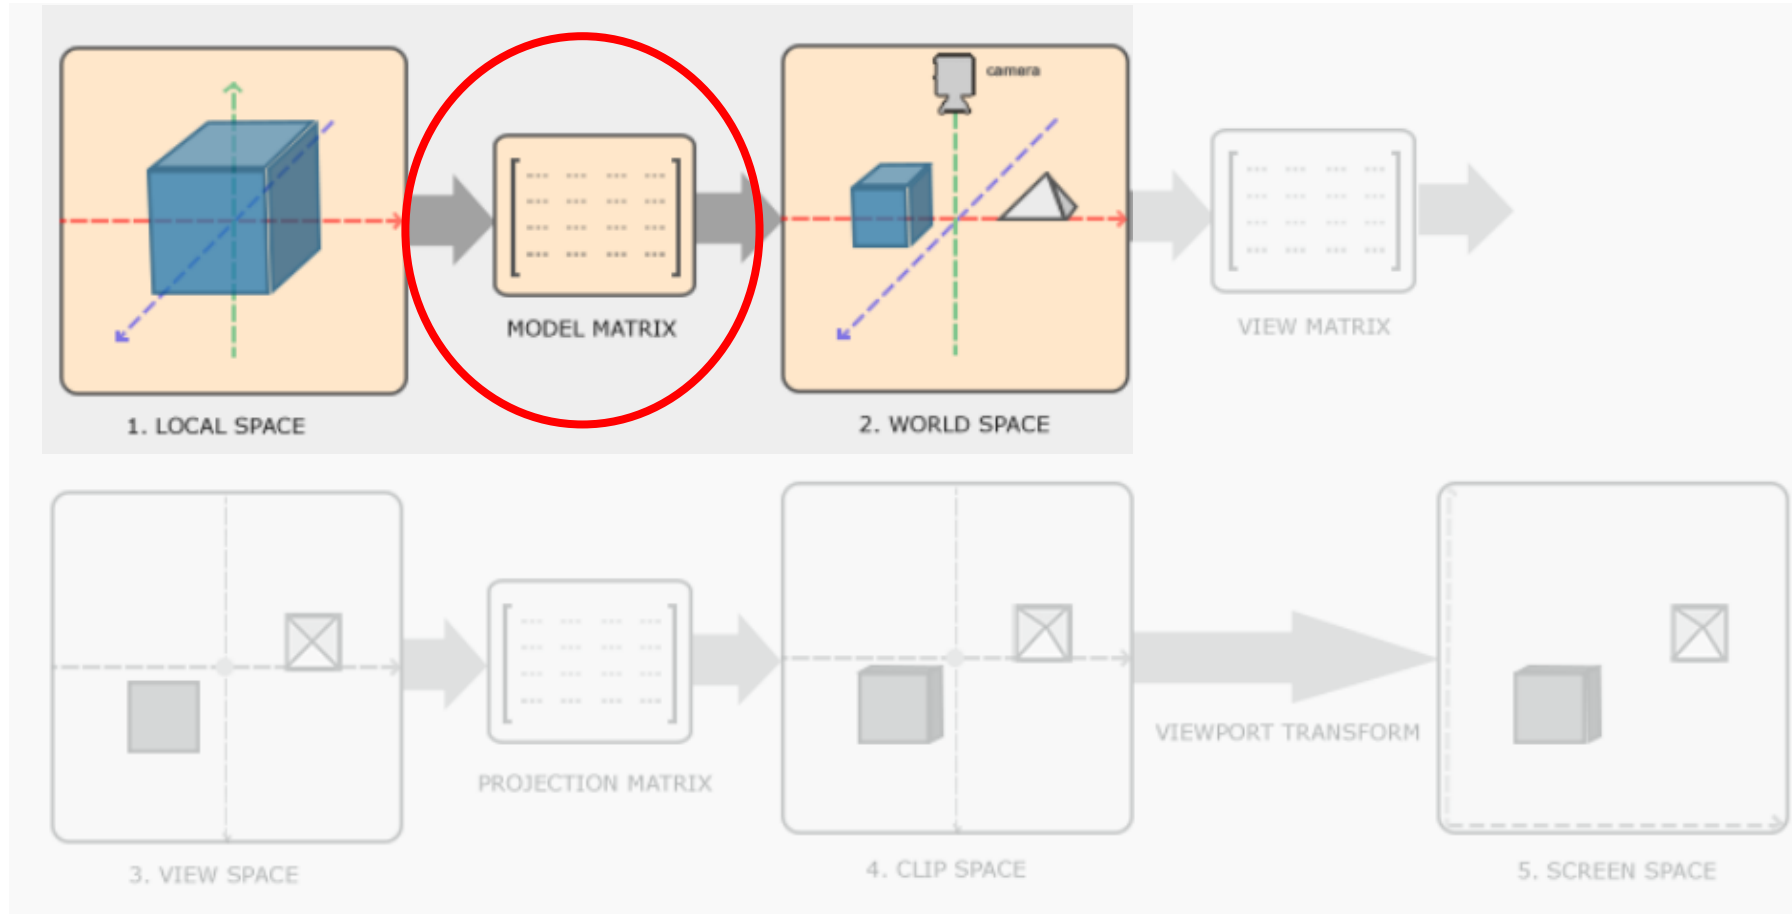 camera
MODEL MATRIX
VIEW MATRIX
1. LOCAL SPACE
2. WORLD SPACE
PROJECTION MATRIX
VIEWPORT TRANSFORM
3. VIEW SPACE
4. CLIP SPACE
5. SCREEN SPACE